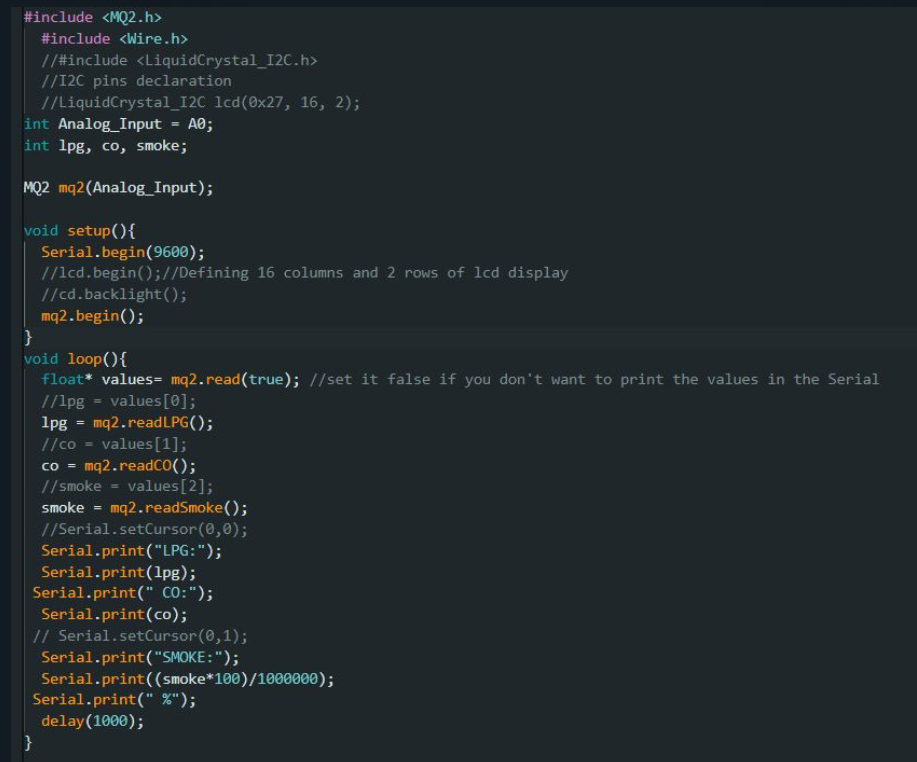 #include <MQ2.h>
#include <Wire.h>
//#include <LiquidCrystal_I2C.h>
//I2C pins declaration
//LiquidCrystal_I2C lcd(0x27, 16, 2);
int Analog_Input = A0;
int lpg, co, smoke;
MQ2 mq2(Analog_Input);
void setup(){
Serial.begin(9600);
//lcd.begin();//Defining 16 columns and 2 rows of lcd display
//cd.backlight();
mq2.begin();
}
void loop(){
float* values= mq2.read(true); //set it false if you don't want to print the values in the Serial
//lpg = values[0];
lpg = mq2.readLPG();
//co = values[1];
co = mq2.readCO();
//smoke = values[2];
smoke = mq2.readSmoke();
//Serial.setCursor(0,0);
Serial.print("LPG:");
Serial.print(lpg);
Serial.print(" CO:");
Serial.print(co);
// Serial.setCursor(0,1);
Serial.print("SMOKE:");
Serial.print((smoke*100)/1000000);
Serial.print(" %");
delay(1000);
}